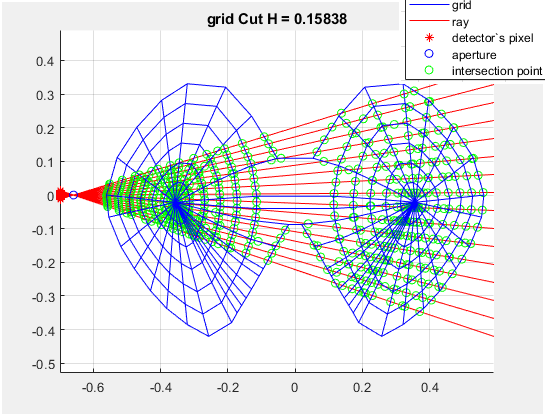 grid Cut H = 0.15838
grid
ray
detector`s pixel
aperture
intersection point
0.4
0.3
0.2
0.1
0
-0.1
-0.2
-0.3
-0.4
-0.5
-0.6
-0.4
-0.2
0
0.2
0.4